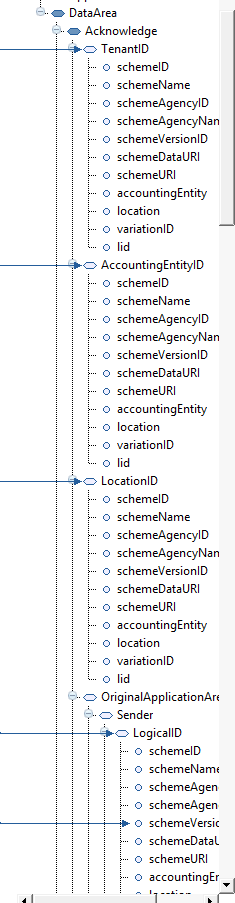 DataArea
Acknowledge
TenantID
schemeID
schemeName
schemeAgencyID
schemeAgencyNan
schemeVersionID
schemeDataURI
schemeURI
accountingEntity
location
variationID
lid
AccountingEntityID
schemeID
schemeName
schemeAgencyID
schemeAgencyNan
schemeVersionID
schemeDataURI
schemeURI
accountingEntity
location
variationID
lid
LocationID
schemeID
schemeName
schemeAgencyID
schemeAgencyNan
schemeVersionID
schemeDataURI
schemeURI
accountingEntity
location
variationID
lid
OriginalApplicationAre
Sender
LogicalID
schemeID
schemeName
schemeAgen
schemeAgen
schemeVersio
schemeDataU
schemeURI
accountingEn
location